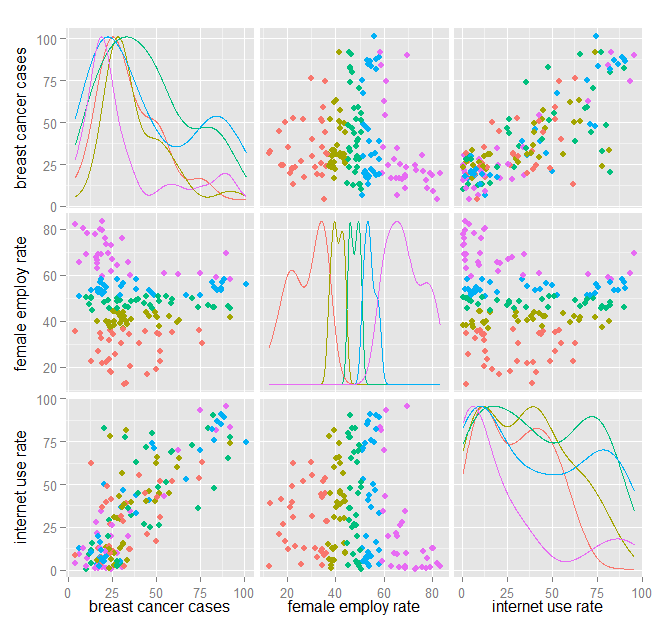 breast cancer cases
100
75
50
25
0
female employ rate
80
60
40
20
internet use rate
100
75
50
25
0
0 25 50 75 100
20 40 60 80
0 25 50 75 100
breast cancer cases
female employ rate
internet use rate